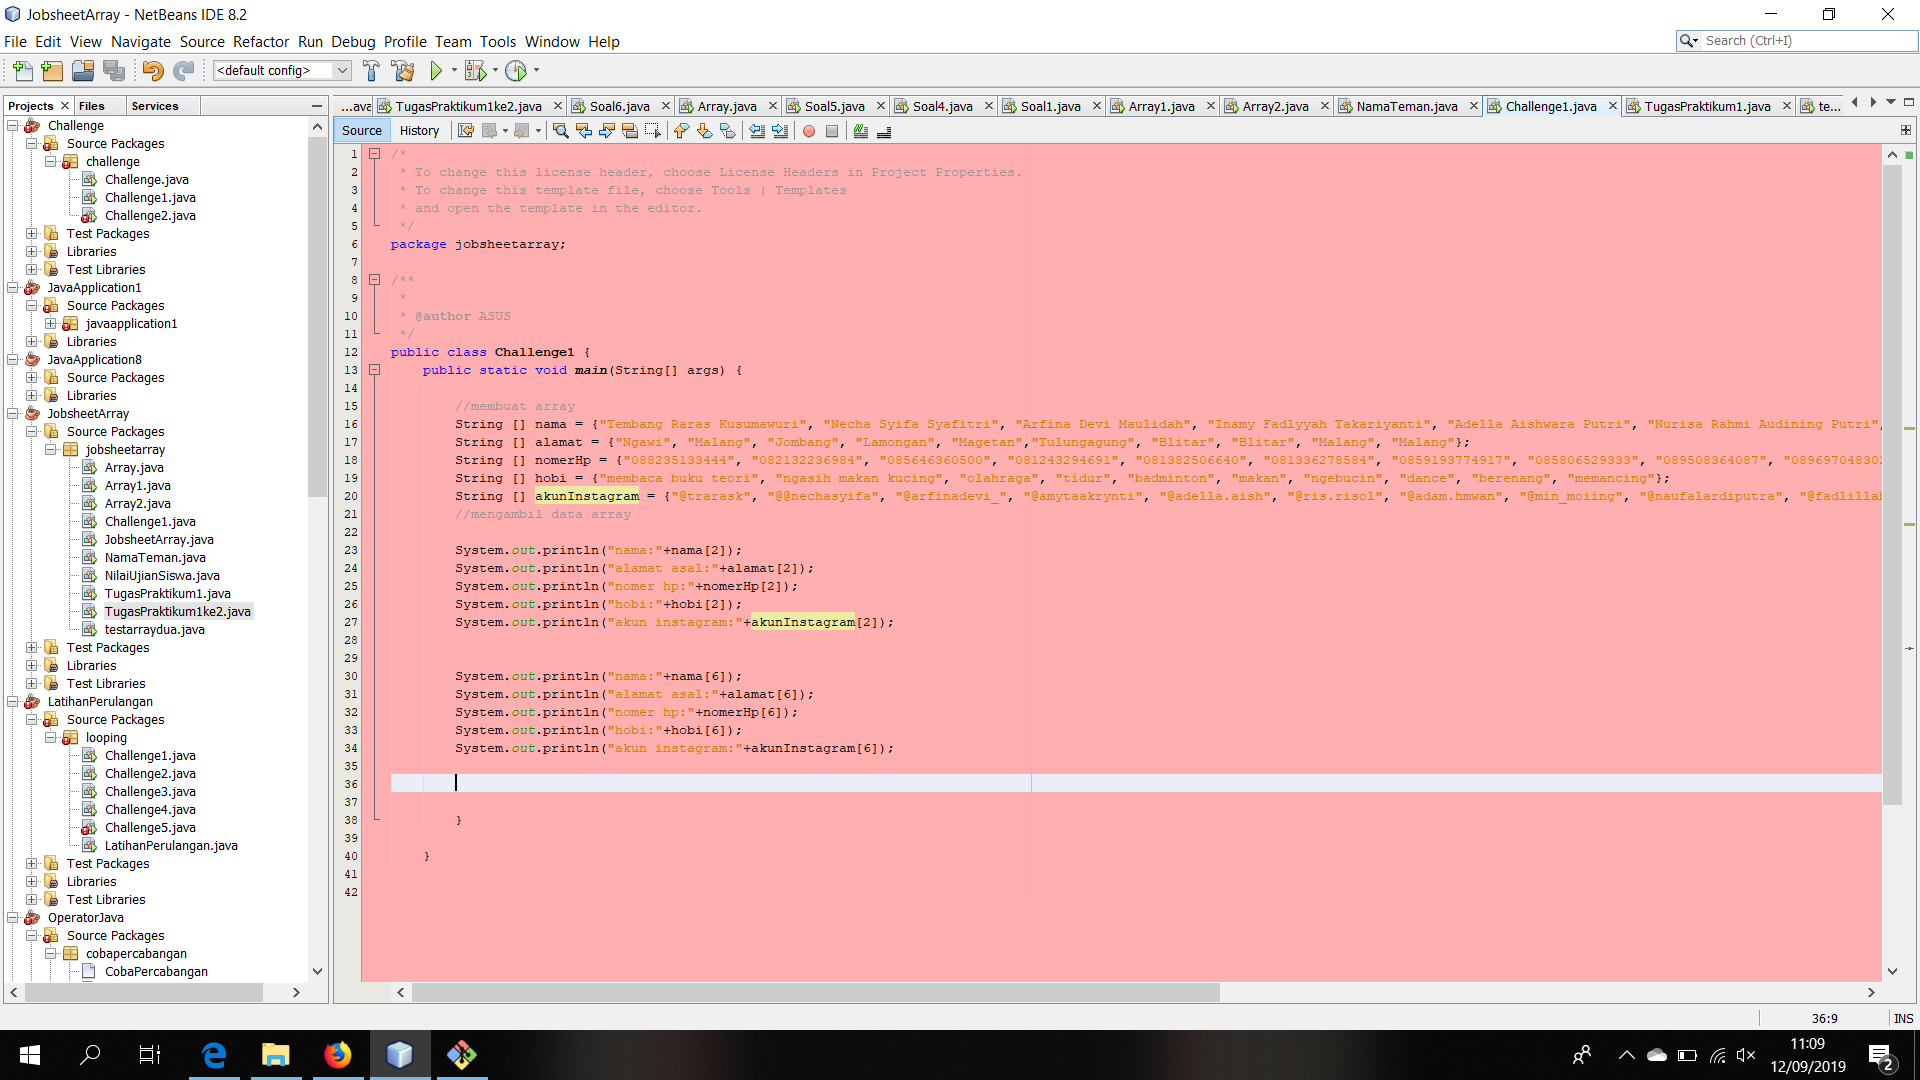 JobsheetArray - NetBeans IDE 8.2
File Edit View Navigate Source Refactor Run Debug Profile Team Tools Window Help
Search (Ctrl+I)
<default config>
Projects Files Services
...ava TugasPraktikum1ke2.java Soal6.java Array.java Soal5.java Soal4.java Soal1.java Array1.java Array2.java NamaTeman.java Challenge1.java TugasPraktikum1.java te...
Source History
Challenge
Source Packages
challenge
Challenge.java
Challenge1.java
Challenge2.java
Test Packages
Libraries
Test Libraries
JavaApplication1
Source Packages
javaapplication1
Libraries
JavaApplication8
Source Packages
Libraries
JobsheetArray
Source Packages
jobsheetarray
Array.java
Array1.java
Array2.java
Challenge1.java
JobsheetArray.java
NamaTeman.java
NilaiUjianSiswa.java
TugasPraktikum1.java
TugasPraktikum1ke2.java
testarraydua.java
Test Packages
Libraries
Test Libraries
LatihanPerulangan
Source Packages
looping
Challenge1.java
Challenge2.java
Challenge3.java
Challenge4.java
Challenge5.java
LatihanPerulangan.java
Test Packages
Libraries
Test Libraries
OperatorJava
Source Packages
cobapercabangan
CobaPercabangan
1 /*
2 * To change this license header, choose License Headers in Project Properties.
3 * To change this template file, choose Tools | Templates
4 * and open the template in the editor.
5 */
6 package jobsheetarray;
7
8 /**
9 *
10 * @author ASUS
11 */
12 public class Challenge1 {
13 public static void main(String[] args) {
14
15 //membuat array
16 String [] nama = {"Tembang Raras Kusumawuri", "Necha Syifa Syafitri", "Arfina Devi Maulidah", "Inamy Fadlyyah Takariyanti", "Adella Aishwara Putri", "Nurisa Rahmi Audining Putri",
17 String [] alamat = {"Ngawi", "Malang", "Jombang", "Lamongan", "Magetan","Tulungagung", "Blitar", "Blitar", "Malang", "Malang"};
18 String [] nomerHp = {"088235133444", "082132236984", "085646360500", "081243294691", "081382506640", "081336278584", "0859193774917", "085806529333", "089508364087", "089697048302
19 String [] hobi = {"membaca buku teori", "ngasih makan kucing", "olahraga", "tidur", "badminton", "makan", "ngebucin", "dance", "berenang", "memancing"};
20 String [] akunInstagram = {"@trarask", "@@nechasyifa", "@arfinadevi_", "@amytaakrynti", "@adella.aish", "@ris.risol", "@adam.hmwan", "@min_moiing", "@naufalardiputra", "@fadlillah
21 //mengambil data array
22
23 System.out.println("nama:"+nama[2]);
24 System.out.println("alamat asal:"+alamat[2]);
25 System.out.println("nomer hp:"+nomerHp[2]);
26 System.out.println("hobi:"+hobi[2]);
27 System.out.println("akun instagram:"+akunInstagram[2]);
28
29
30 System.out.println("nama:"+nama[6]);
31 System.out.println("alamat asal:"+alamat[6]);
32 System.out.println("nomer hp:"+nomerHp[6]);
33 System.out.println("hobi:"+hobi[6]);
34 System.out.println("akun instagram:"+akunInstagram[6]);
35
36
37
38 }
39
40 }
41
42
36:9 INS
11:09
12/09/2019
2